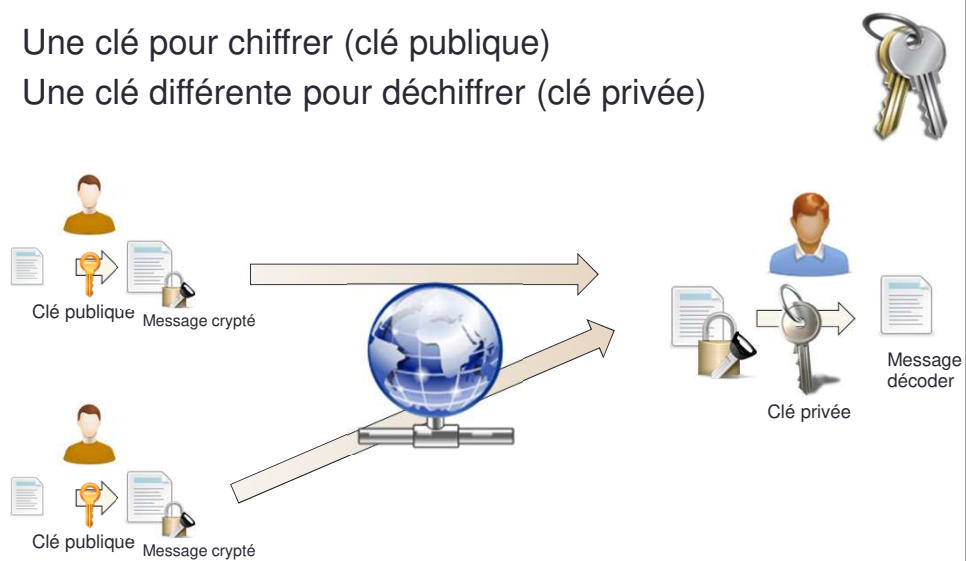 Une clé pour chiffrer (clé publique)
Une clé différente pour déchiffrer (clé privée)
Clé publique
Message crypté
Message
décoder
Clé privée
Clé publique
Message crypté